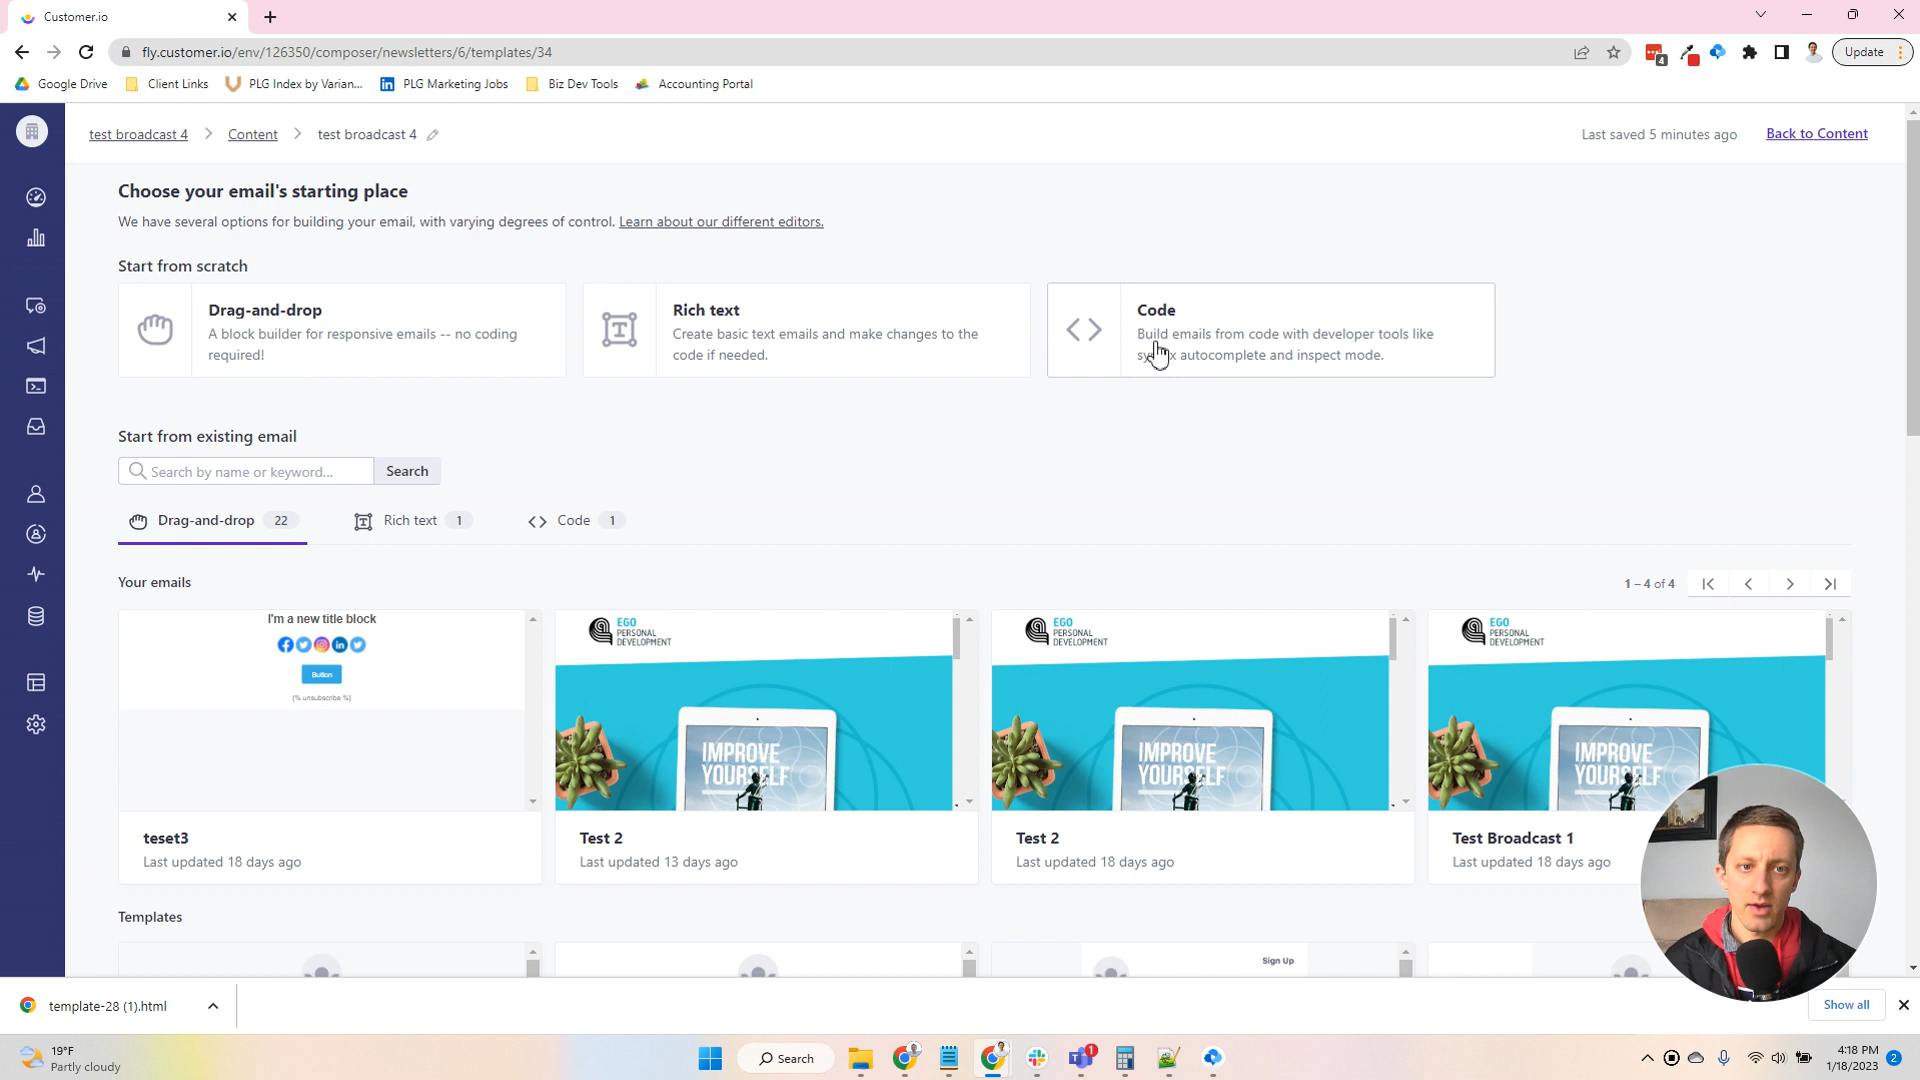 Customer.io
fly.customer.io/env/126350/composer/newsletters/6/templates/34
4
Update
Google Drive
Client Links
PLG Index by Varian...
PLG Marketing Jobs
Biz Dev Tools
Accounting Portal
test broadcast 4 > Content > test broadcast 4
Last saved 5 minutes ago
Back to Content
Choose your email's starting place
We have several options for building your email, with varying degrees of control. Learn about our different editors.
Start from scratch
Drag-and-drop
A block builder for responsive emails -- no coding
required!
Rich text
Create basic text emails and make changes to the
code if needed.
Code
Build emails from code with developer tools like
autocomplete and inspect mode.
Start from existing email
Search by name or keyword...
Search
Drag-and-drop 22
Rich text 1
Code 1
Your emails
1 – 4 of 4
I'm a new title block
Button
{% unsubscribe %}
teset3
Last updated 18 days ago
EGO
PERSONAL
DEVELOPMENT
IMPROVE
YOURSELF
Test 2
Last updated 13 days ago
EGO
PERSONAL
DEVELOPMENT
IMPROVE
YOURSELF
Test 2
Last updated 18 days ago
EGO
PERSONAL
DEVELOPMENT
IMPROVE
YOURSELF
Test Broadcast 1
Last updated 18 days ago
Templates
Sign Up
template-28 (1).html
Show all
19°F
Partly cloudy
Search
1
4:18 PM
1/18/2023
2